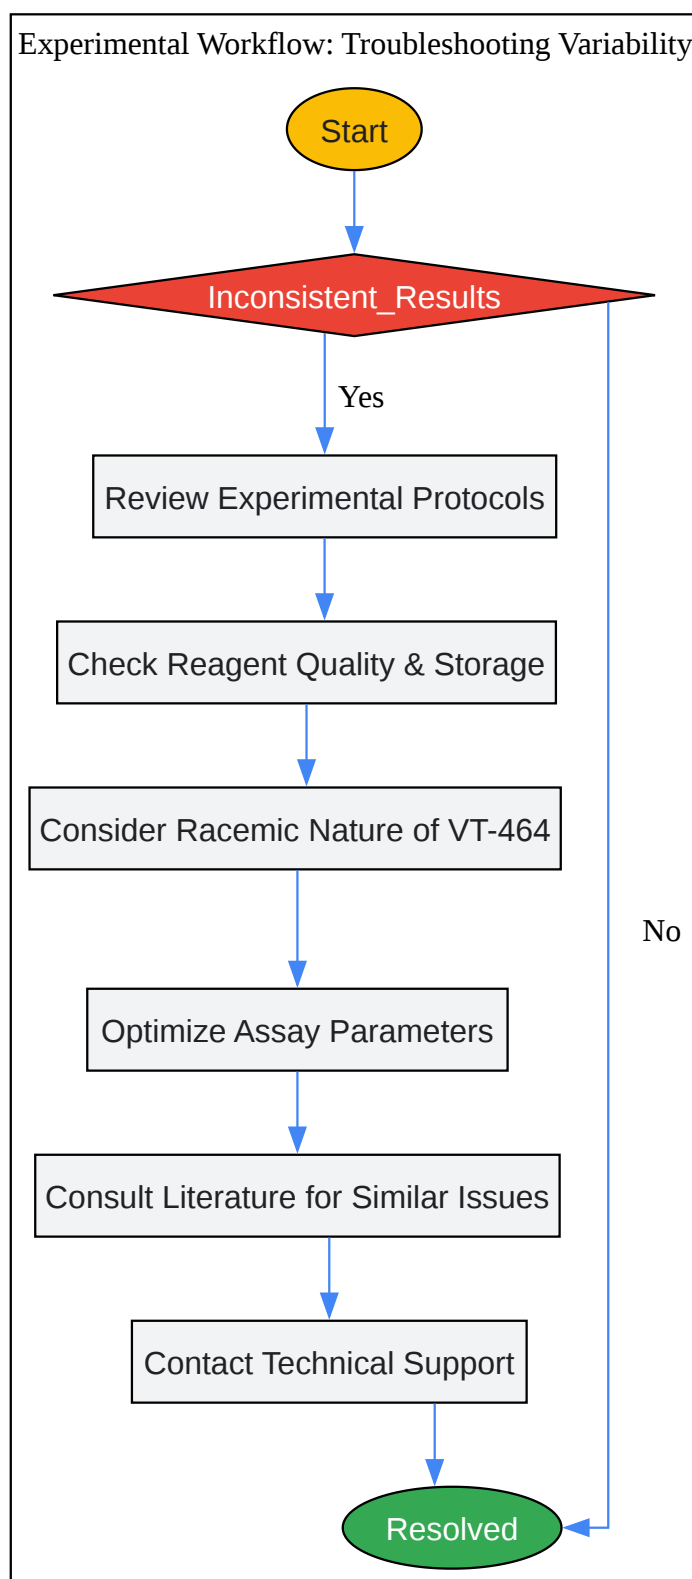 Experimental Workflow: Troubleshooting Variability
Start
Inconsistent_Results
Yes
Review Experimental Protocols
Check Reagent Quality & Storage
Consider Racemic Nature of VT-464
No
Optimize Assay Parameters
Consult Literature for Similar Issues
Contact Technical Support
Resolved